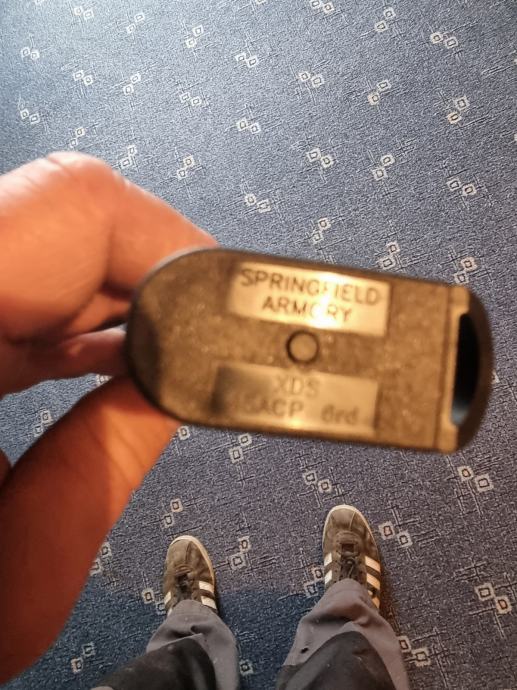 SPRINGFIELD
ARMORY
XDS
5ACP 6rd